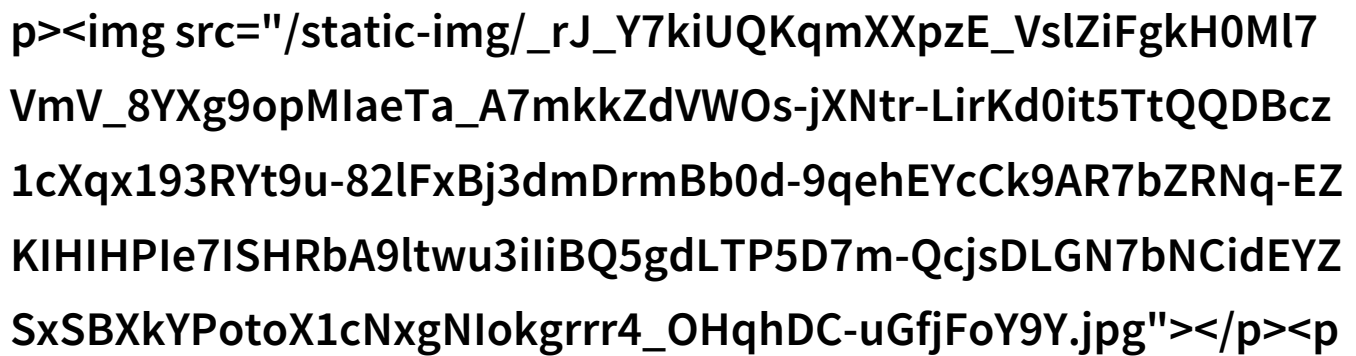 p><img src="/static-img/_rJ_Y7kiUQKqmXXpzE_VslZiFgkH0Ml7
VmV_8YXg9opMIaeTa_A7mkkZdVWOs-jXNtr-LirKd0it5TtQQDBcz
1cXqx193RYt9u-82lFxBj3dmDrmBb0d-9qehEYcCk9AR7bZRNq-EZ
KIHIHPIe7ISHRbA9ltwu3iIiBQ5gdLTP5D7m-QcjsDLGN7bNCidEYZ
SxSBXkYPotoX1cNxgNIokgrrr4_OHqhDC-uGfjFoY9Y.jpg"></p><p